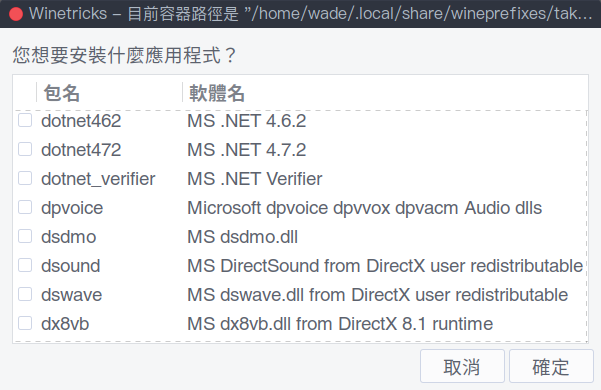 Winetricks – 目前容器路徑是 "/home/wade/.local/share/wineprefixes/tak...
您想要安裝什麼應用程式？
包名 軟體名
dotnet462 MS .NET 4.6.2
dotnet472 MS .NET 4.7.2
dotnet_verifier MS .NET Verifier
dpvoice Microsoft dpvoice dpvvox dpvacm Audio dlls
dsdmo MS dsdmo.dll
dsound MS DirectSound from DirectX user redistributable
dswave MS dswave.dll from DirectX user redistributable
dx8vb MS dx8vb.dll from DirectX 8.1 runtime
取消 確定